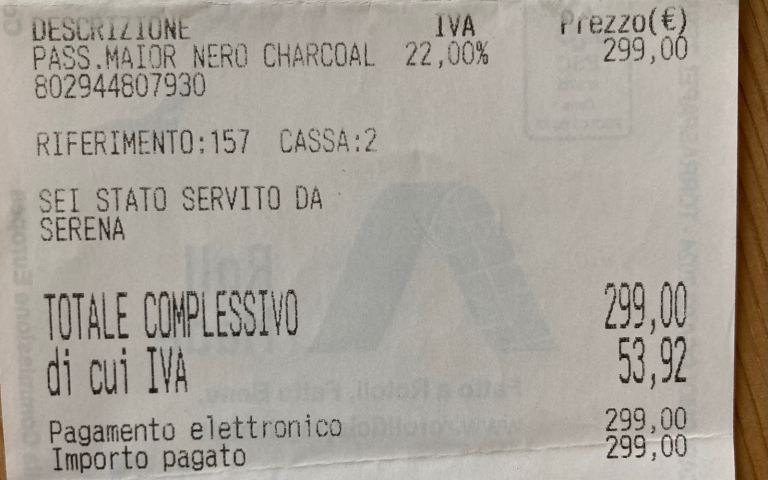 DESCRIZIONE IVA Prezzo(€)
PASS.MAIOR NERO CHARCOAL 22,00% 299,00
802944807930
RIFERIMENTO:157 CASSA:2
SEI STATO SERVITO DA
SERENA
TOTALE COMPLESSIVO 299,00
di cui IVA 53,92
Pagamento elettronico 299,00
Importo pagato 299,00